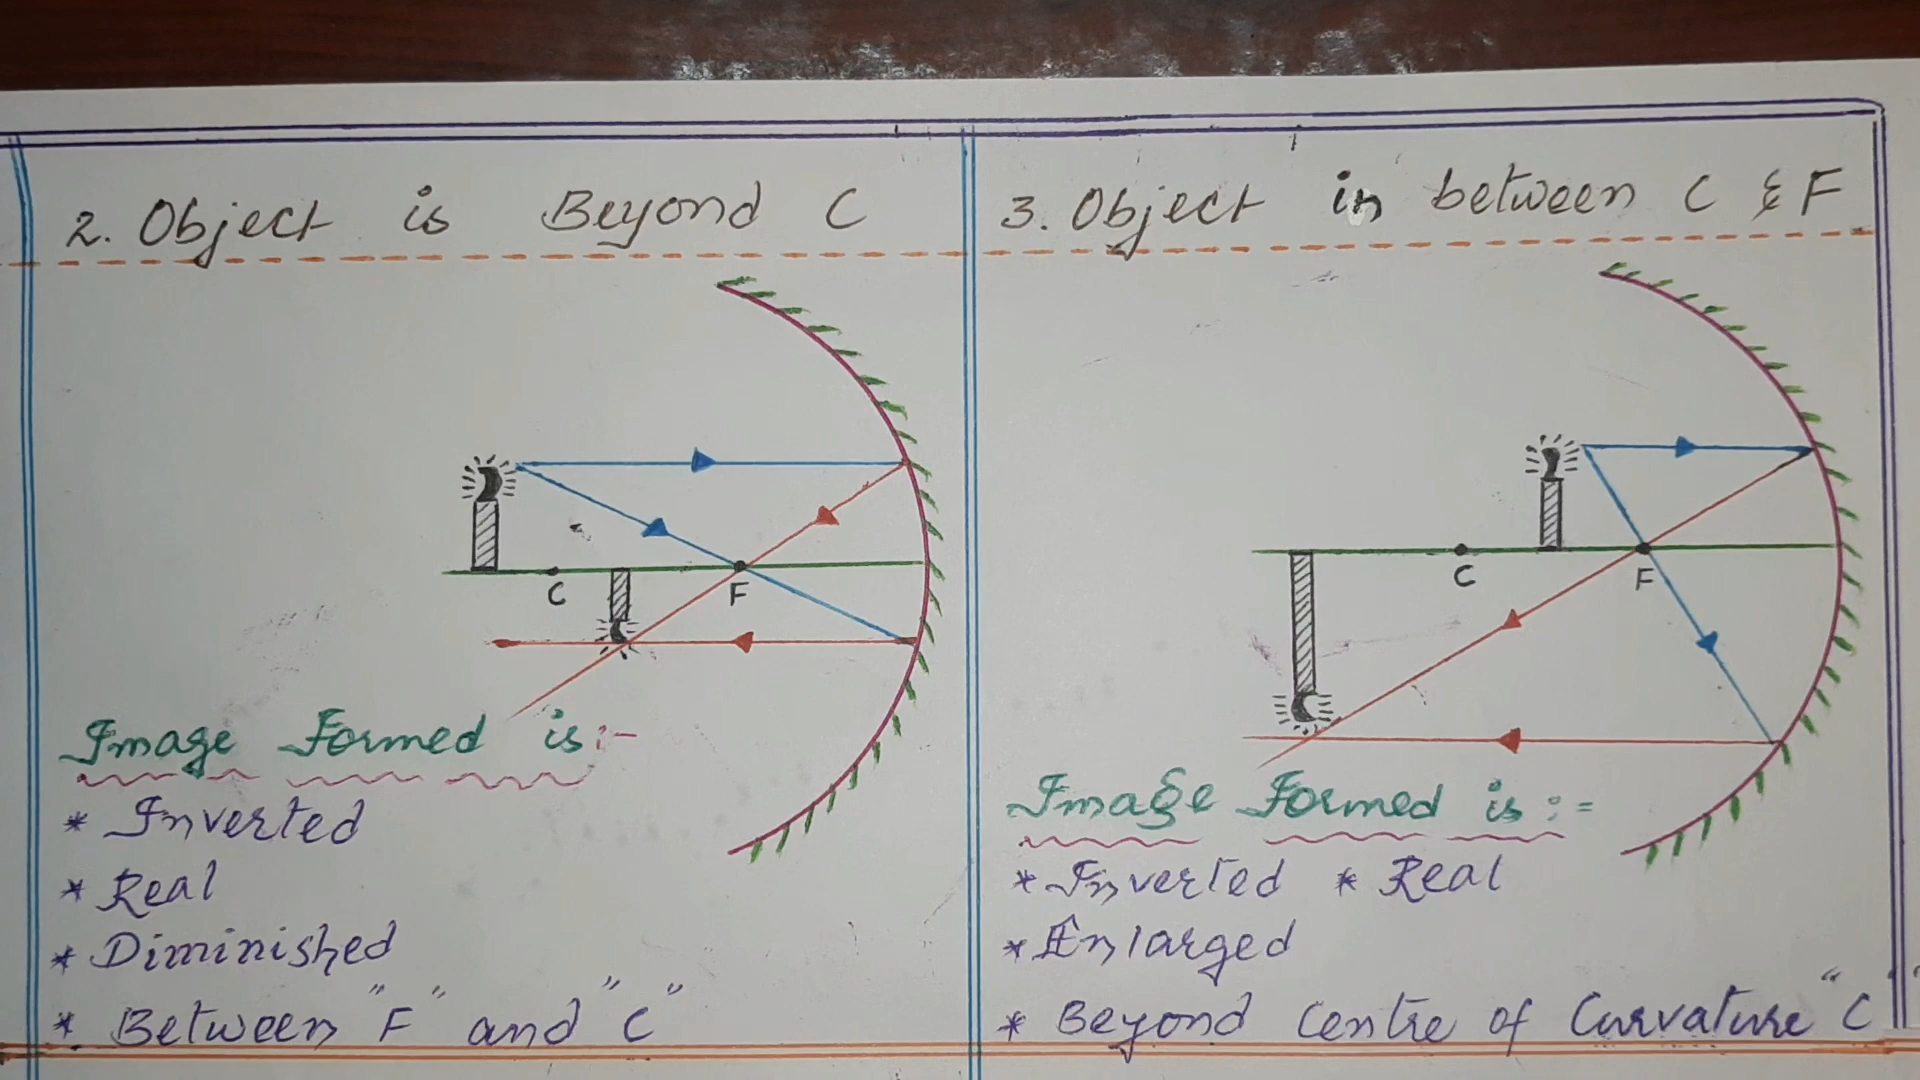 2. Object is Beyond C
C
F
Image Formed is:-
* Inverted
* Real
* Diminished
* Between "F" and "C"
3. Object in between C & F
C
F
Image Formed is:=
* Inverted * Real
* Enlarged
* Beyond Centre of Curvature "C"